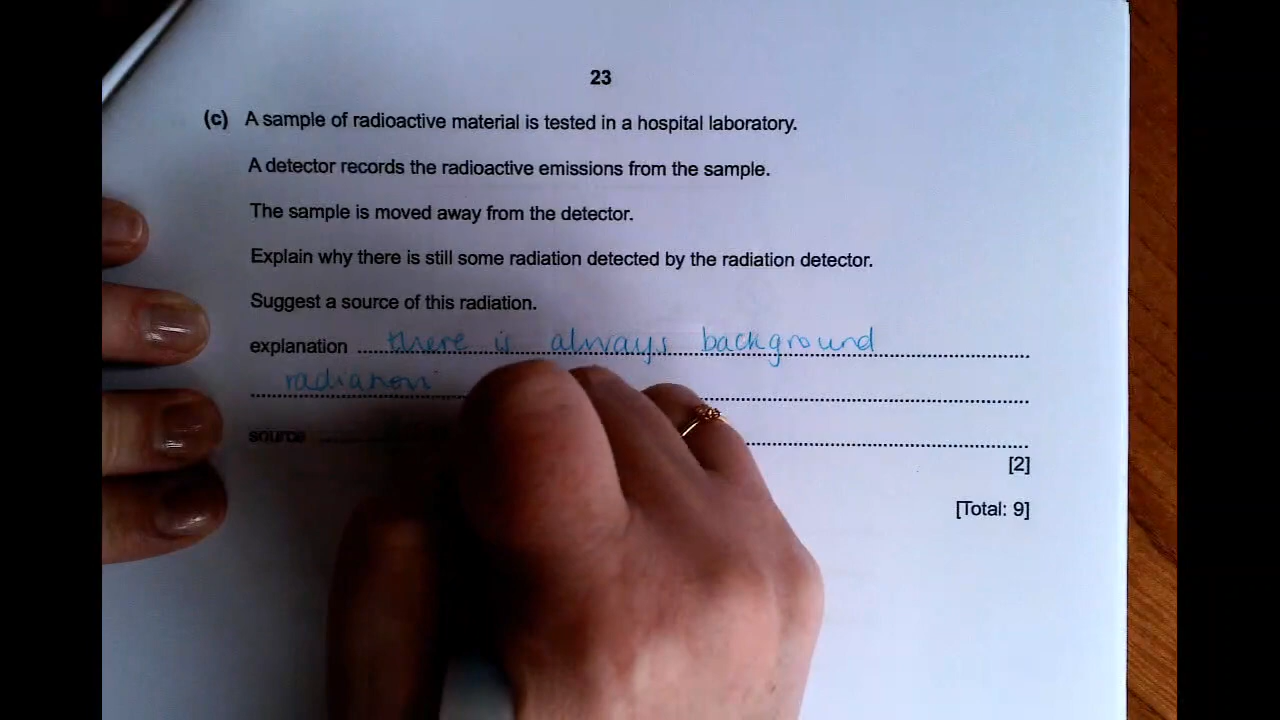 23
(c) A sample of radioactive material is tested in a hospital laboratory.
A detector records the radioactive emissions from the sample.
The sample is moved away from the detector.
Explain why there is still some radiation detected by the radiation detector.
Suggest a source of this radiation.
explanation there is always background
radiation
source
[2]
[Total: 9]